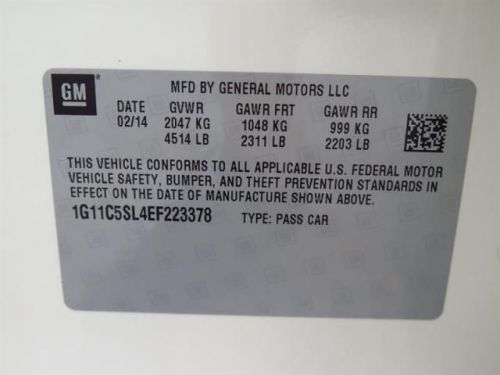 GM
MFD BY GENERAL MOTORS LLC
DATE GVWR GAWR FRT GAWR RR
02/14 2047 KG 1048 KG 999 KG
4514 LB 2311 LB 2203 LB
THIS VEHICLE CONFORMS TO ALL APPLICABLE U.S. FEDERAL MOTOR
VEHICLE SAFETY, BUMPER, AND THEFT PREVENTION STANDARDS IN
EFFECT ON THE DATE OF MANUFACTURE SHOWN ABOVE.
1G11C5SL4EF223378 TYPE: PASS CAR